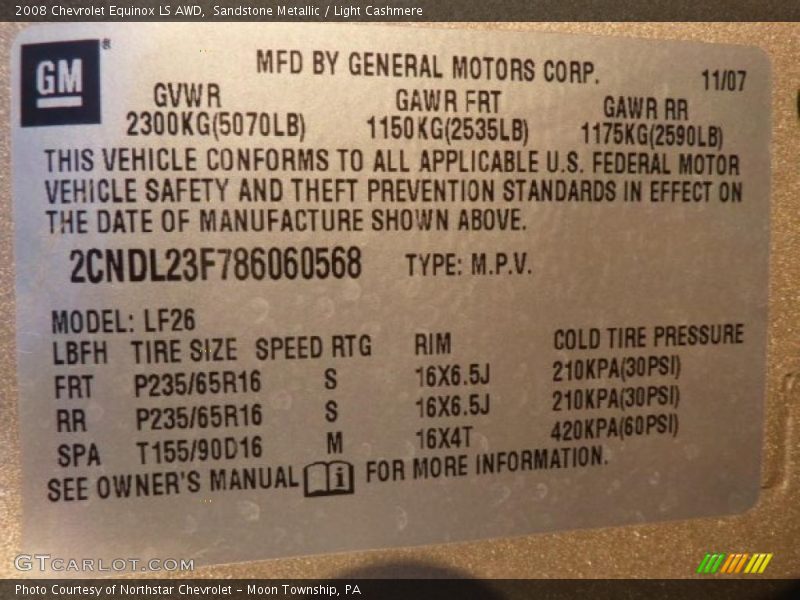 2008 Chevrolet Equinox LS AWD,  Sandstone Metallic / Light Cashmere
GM®
MFD BY GENERAL MOTORS CORP.
11/07
GVWR GAWR FRT GAWR RR
2300KG(5070LB) 1150KG(2535LB) 1175KG(2590LB)
THIS VEHICLE CONFORMS TO ALL APPLICABLE U.S. FEDERAL MOTOR
VEHICLE SAFETY AND THEFT PREVENTION STANDARDS IN EFFECT ON
THE DATE OF MANUFACTURE SHOWN ABOVE.
2CNDL23F786060568 TYPE: M.P.V.
MODEL: LF26
LBFH TIRE SIZE SPEED RTG RIM COLD TIRE PRESSURE
FRT P235/65R16 S 16X6.5J 210KPA(30PSI)
RR P235/65R16 S 16X6.5J 210KPA(30PSI)
SPA T155/90D16 M 16X4T 420KPA(60PSI)
SEE OWNER'S MANUAL i FOR MORE INFORMATION.
GTCARLOT.COM
Photo Courtesy of Northstar Chevrolet – Moon Township, PA